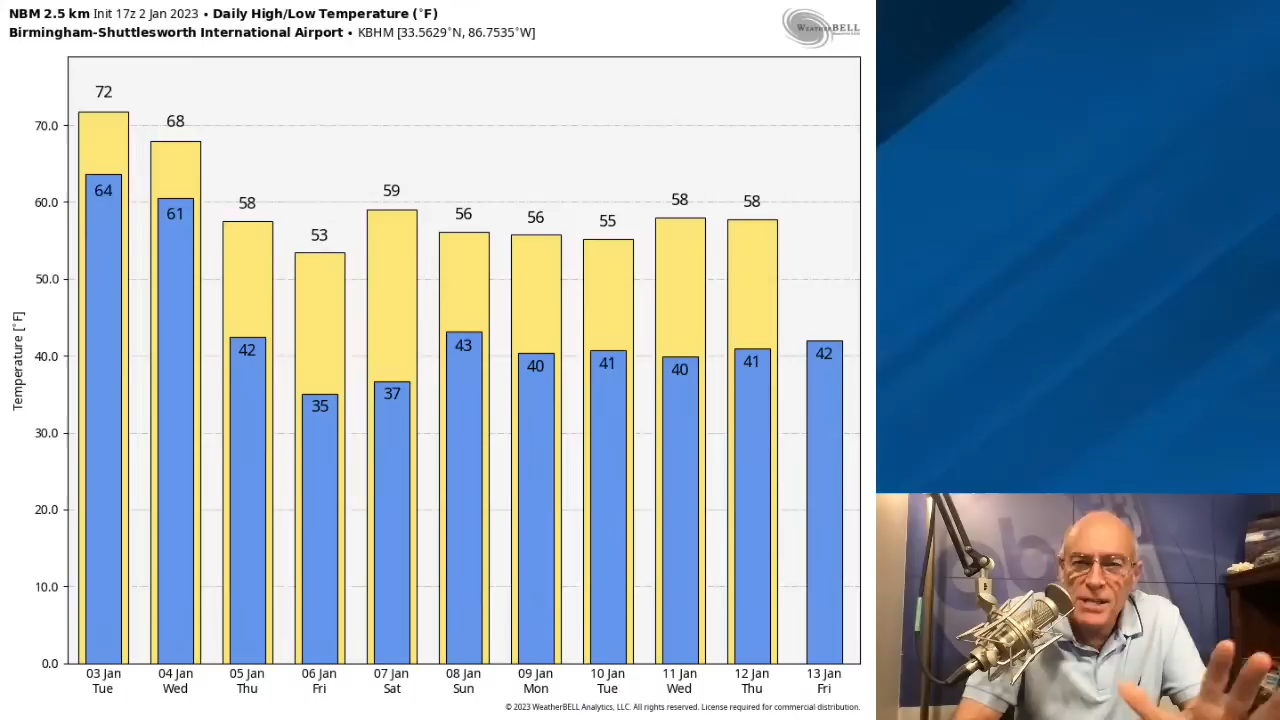 NBM 2.5 km Init 17z 2 Jan 2023 • Daily High/Low Temperature (°F)
Birmingham-Shuttlesworth International Airport • KBHM [33.5629°N, 86.7535°W]
WEATHERBELL
72
68
58
53
59
56
56
55
58
58
64
61
42
35
37
43
40
41
40
41
42
Temperature [°F]
70.0
60.0
50.0
40.0
30.0
20.0
10.0
0.0
03 Jan Tue
04 Jan Wed
05 Jan Thu
06 Jan Fri
07 Jan Sat
08 Jan Sun
09 Jan Mon
10 Jan Tue
11 Jan Wed
12 Jan Thu
13 Jan Fri
© 2023 WeatherBELL Analytics, LLC. All rights reserved. License required for commercial distribution.